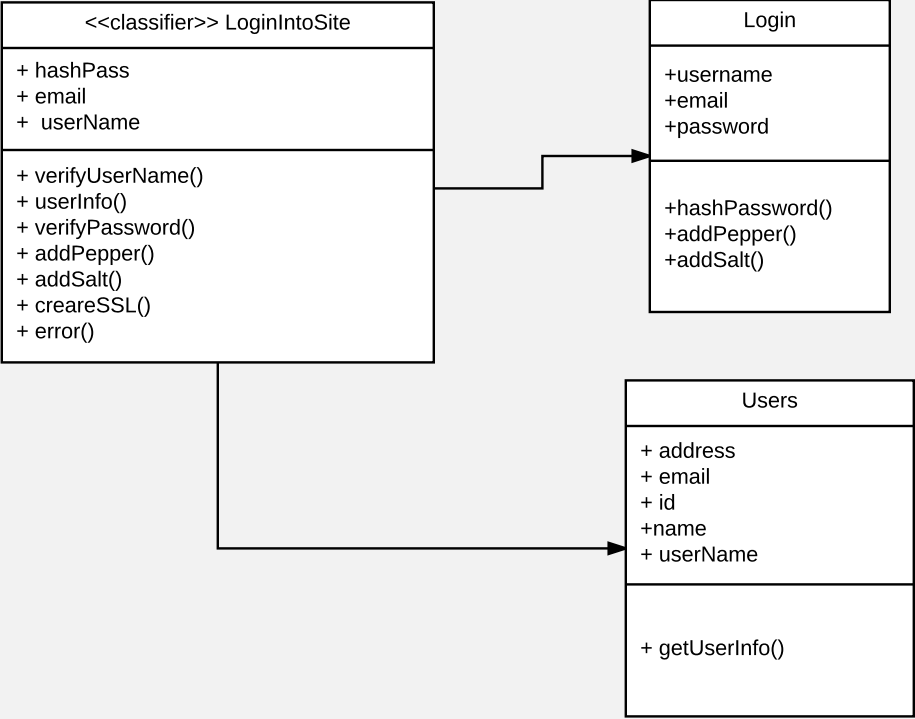 <<classifier>> LoginIntoSite
+ hashPass
+ email
+  userName
+ verifyUserName()
+ userInfo()
+ verifyPassword()
+ addPepper()
+ addSalt()
+ creareSSL()
+ error()
Login
+username
+email
+password
+hashPassword()
+addPepper()
+addSalt()
Users
+ address
+ email
+ id
+name
+ userName
+ getUserInfo()